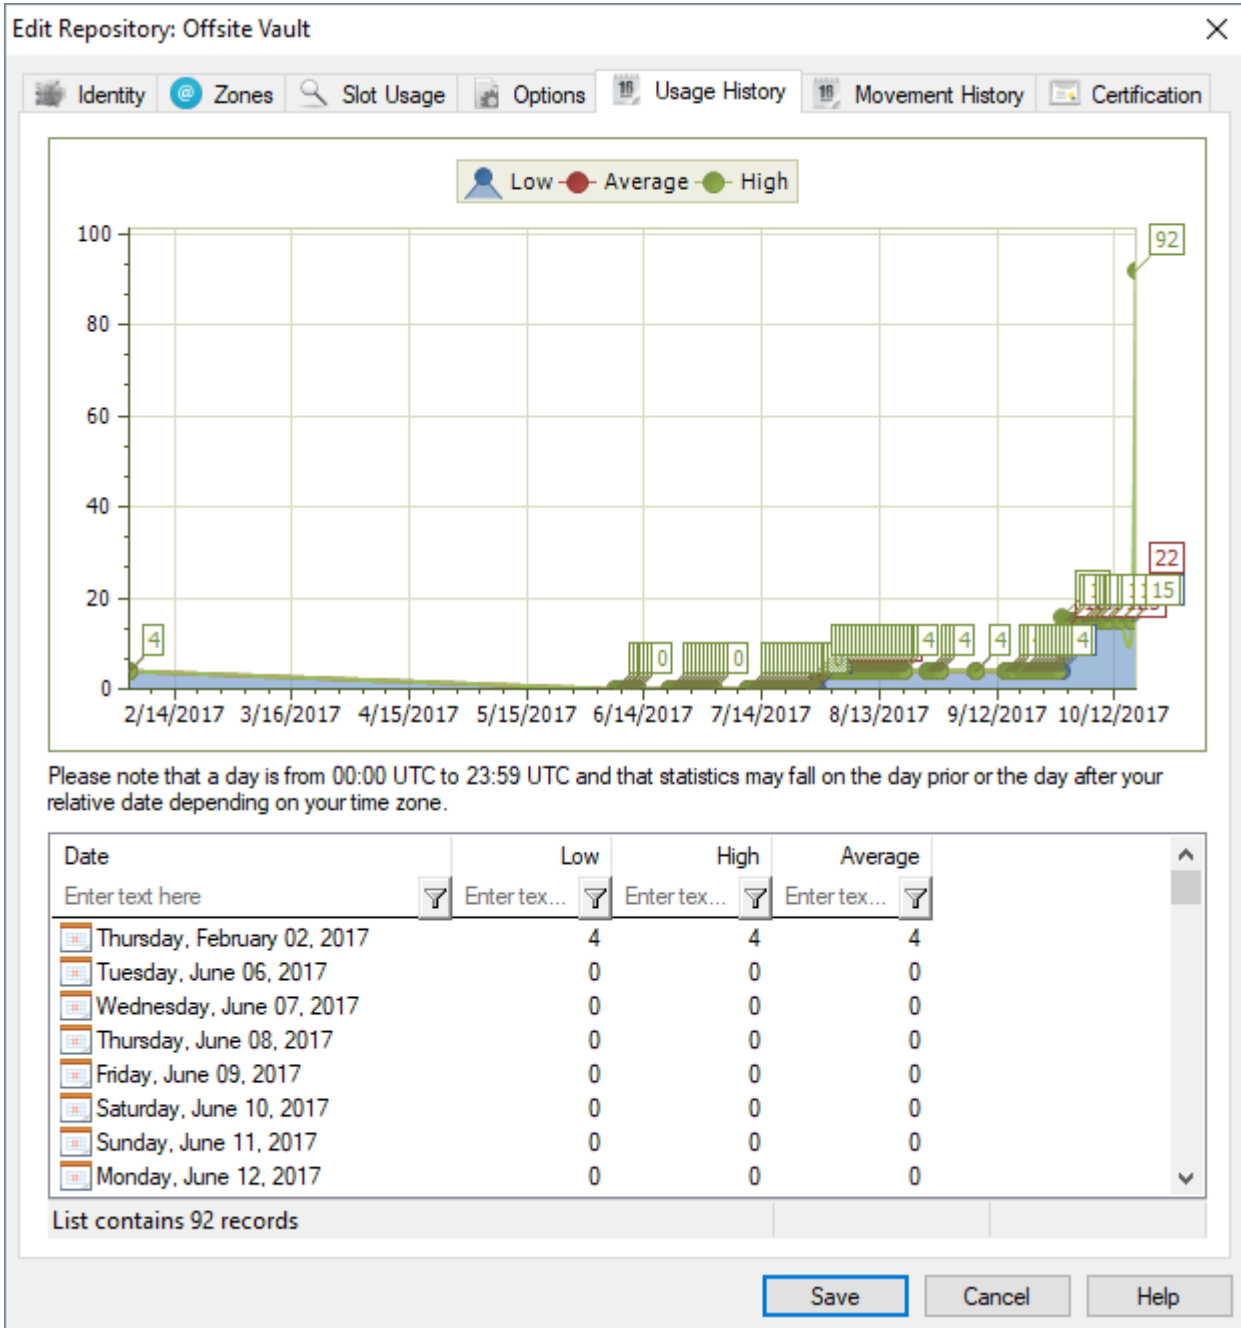 Edit Repository: Offsite Vault
Identity Zones Slot Usage Options Usage History Movement History Certification
Low Average High
100
92
80
60
40
22
20
15
4 0 0 4 4 4 4
0
2/14/2017 3/16/2017 4/15/2017 5/15/2017 6/14/2017 7/14/2017 8/13/2017 9/12/2017 10/12/2017
Please note that a day is from 00:00 UTC to 23:59 UTC and that statistics may fall on the day prior or the day after your
relative date depending on your time zone.
Date Low High Average
Enter text here Enter tex... Enter tex... Enter tex...
Thursday, February 02, 2017 4 4 4
Tuesday, June 06, 2017 0 0 0
Wednesday, June 07, 2017 0 0 0
Thursday, June 08, 2017 0 0 0
Friday, June 09, 2017 0 0 0
Saturday, June 10, 2017 0 0 0
Sunday, June 11, 2017 0 0 0
Monday, June 12, 2017 0 0 0
List contains 92 records
Save Cancel Help